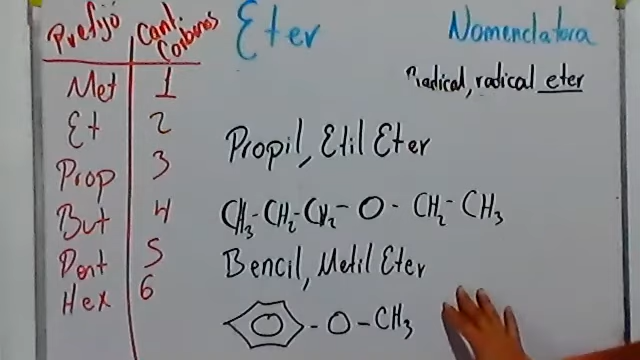 Prefijo | Cant. Carbonos
Met | 1
Et | 2
Prop | 3
But | 4
Pent | 5
Hex | 6
Eter
Nomenclatura
radical, radical eter
Propil, Etil Eter
CH3-CH2-CH2-O-CH2-CH3
Bencil, Metil Eter
-O-CH3